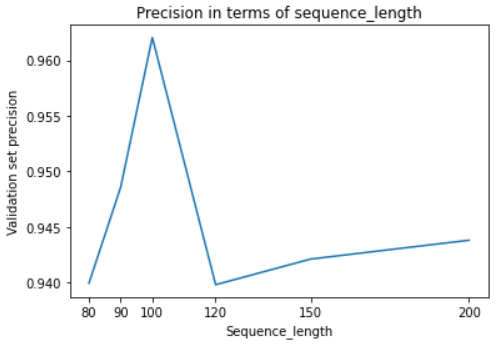 Precision in terms of sequence_length
Validation set precision
0.960
0.955
0.950
0.945
0.940
80 90 100 120 150 200
Sequence_length